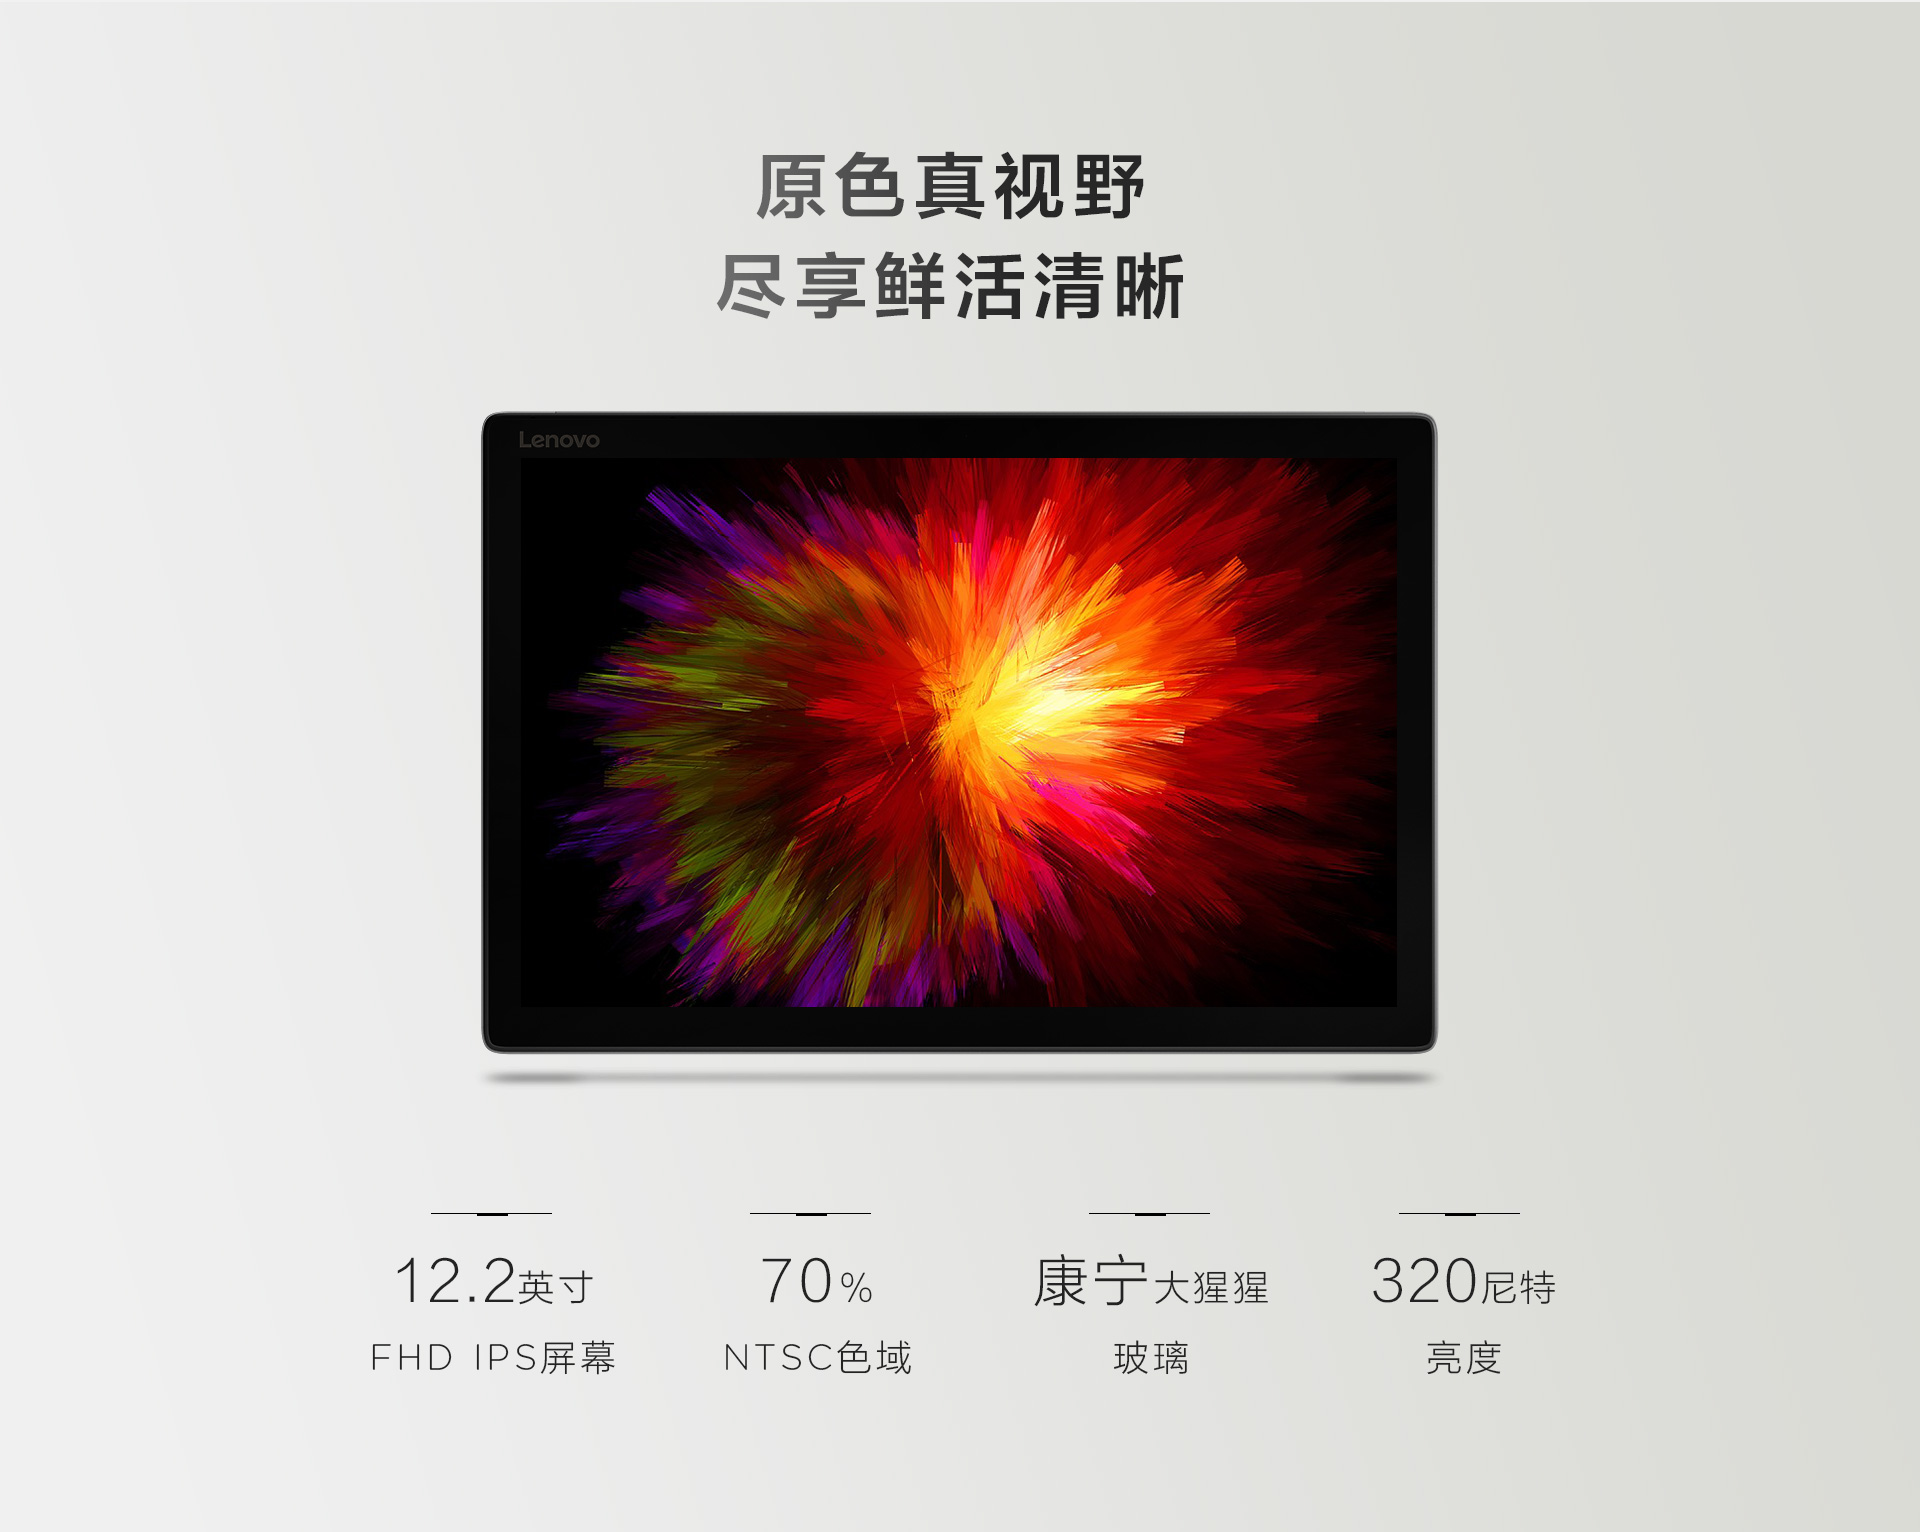 原色真视野
尽享鲜活清晰
Lenovo
12.2英寸
FHD IPS屏幕
70%
NTSC色域
康宁大猩猩
玻璃
320尼特
亮度